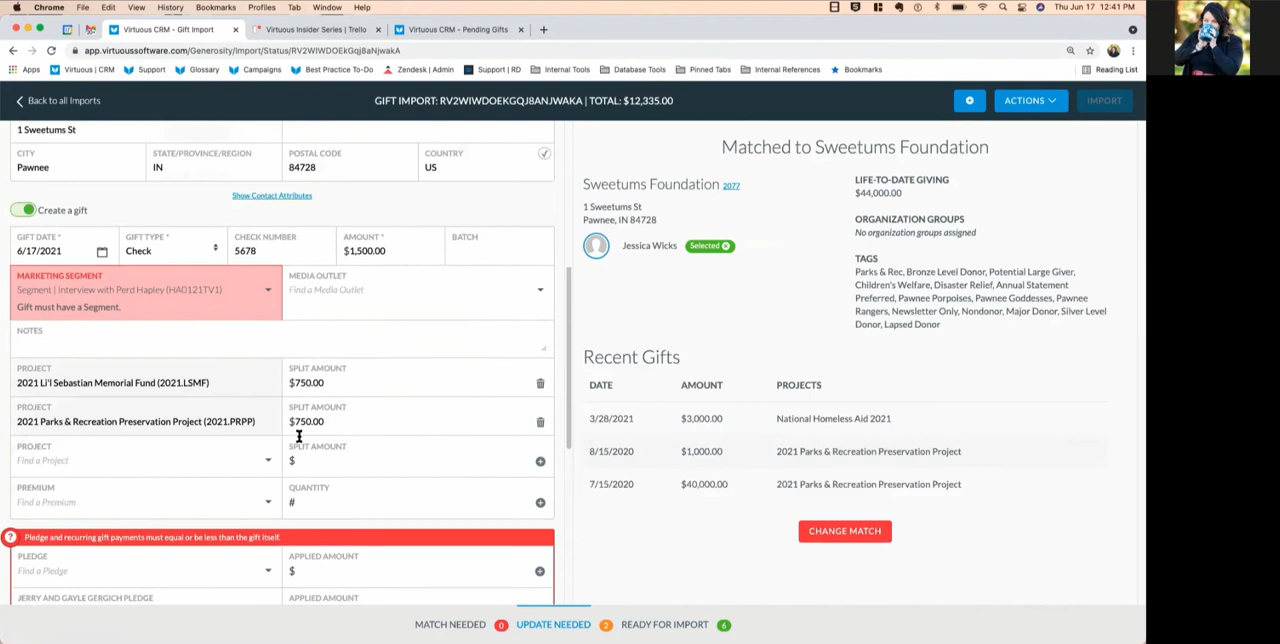 Chrome File Edit View History Bookmarks Profiles Tab Window Help
Thu Jun 17 12:41 PM
Virtuous CRM - Gift Import
Virtuous Insider Series | Trello
Virtuous CRM - Pending Gifts
app.virtuoussoftware.com/Generosity/Import/Status/RV2WIWDOEkGqj8aNjwakA
Apps Virtuous | CRM Support Glossary Campaigns Best Practice To-Do Zendesk | Admin Support | RD Internal Tools Database Tools Pinned Tabs Internal References Bookmarks Reading List
Back to all Imports
GIFT IMPORT: RV2WIWDOEKGQJ8ANJWAKA | TOTAL: $12,335.00
ACTIONS
IMPORT
1 Sweetums St
CITY STATE/PROVINCE/REGION POSTAL CODE COUNTRY
Pawnee IN 84728 US
Show Contact Attributes
Create a gift
GIFT DATE * GIFT TYPE * CHECK NUMBER AMOUNT * BATCH
6/17/2021 Check 5678 $1,500.00
MARKETING SEGMENT MEDIA OUTLET
Segment | Interview with Perd Hapley (HA0121TV1) Find a Media Outlet
Gift must have a Segment.
NOTES
PROJECT SPLIT AMOUNT
2021 Li'l Sebastian Memorial Fund (2021.LSMF) $750.00
PROJECT SPLIT AMOUNT
2021 Parks & Recreation Preservation Project (2021.PRPP) $750.00
PROJECT SPLIT AMOUNT
Find a Project $
PREMIUM QUANTITY
Find a Premium #
? Pledge and recurring gift payments must equal or be less than the gift itself.
PLEDGE APPLIED AMOUNT
Find a Pledge $
JERRY AND GAYLE GERGICH PLEDGE APPLIED AMOUNT
Matched to Sweetums Foundation
Sweetums Foundation 2077
1 Sweetums St
Pawnee, IN 84728
Jessica Wicks Selected
LIFE-TO-DATE GIVING
$44,000.00
ORGANIZATION GROUPS
No organization groups assigned
TAGS
Parks & Rec, Bronze Level Donor, Potential Large Giver,
Children's Welfare, Disaster Relief, Annual Statement
Preferred, Pawnee Porpoises, Pawnee Goddesses, Pawnee
Rangers, Newsletter Only, Nondonor, Major Donor, Silver Level
Donor, Lapsed Donor
Recent Gifts
DATE AMOUNT PROJECTS
3/28/2021 $3,000.00 National Homeless Aid 2021
8/15/2020 $1,000.00 2021 Parks & Recreation Preservation Project
7/15/2020 $40,000.00 2021 Parks & Recreation Preservation Project
CHANGE MATCH
MATCH NEEDED 0 UPDATE NEEDED 2 READY FOR IMPORT 6